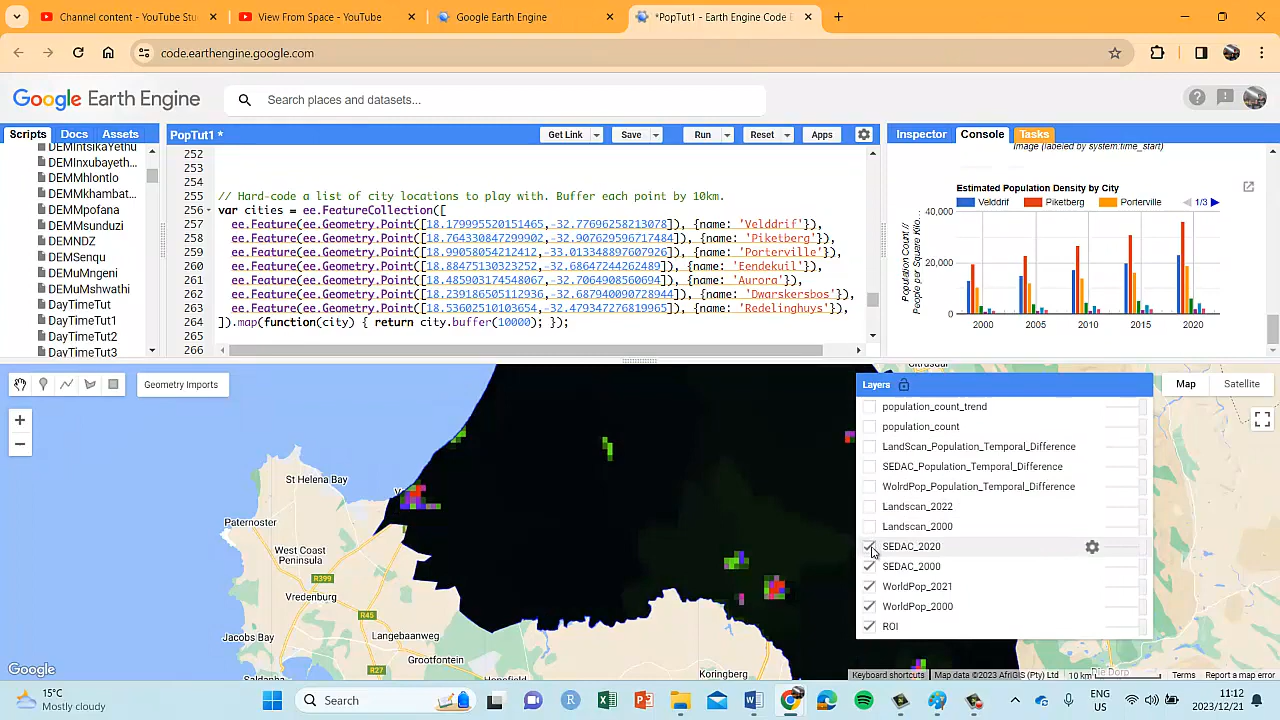 Channel content - YouTube Stu
View From Space - YouTube
Google Earth Engine
*PopTut1 - Earth Engine Code E
code.earthengine.google.com
Google Earth Engine
Search places and datasets...
Scripts Docs Assets
PopTut1 *
Get Link Save Run Reset Apps
Inspector Console Tasks
DEMIntsikaYethu
DEMInxubayeth...
DEMMhlontlo
DEMMkhambat...
DEMMpofana
DEMMsunduzi
DEMNDZ
DEMSenqu
DEMuMngeni
DEMuMshwathi
DayTimeTut
DayTimeTut1
DayTimeTut2
DayTimeTut3
252
253
254
255 // Hard-code a list of city locations to play with. Buffer each point by 10km.
256 var cities = ee.FeatureCollection([
257 ee.Feature(ee.Geometry.Point([18.179995520151465,-32.77696258213078]), {name: 'Velddrif'}),
258 ee.Feature(ee.Geometry.Point([18.764330847299902,-32.907629596717484]), {name: 'Piketberg'}),
259 ee.Feature(ee.Geometry.Point([18.99058054212412,-33.013348897607926]), {name: 'Porterville'}),
260 ee.Feature(ee.Geometry.Point([18.88475130323252,-32.68647244262489]), {name: 'Eendekuil'}),
261 ee.Feature(ee.Geometry.Point([18.485903174548067,-32.7064908560694]), {name: 'Aurora'}),
262 ee.Feature(ee.Geometry.Point([18.239186505112936,-32.687940090728944]), {name: 'Dwarskersbos'}),
263 ee.Feature(ee.Geometry.Point([18.53602510103654,-32.479347276819965]), {name: 'Redelinghuys'}),
264 ]).map(function(city) { return city.buffer(10000); });
265
266
Image (labeled by system:time_start)
Estimated Population Density by City
Velddrif Piketberg Porterville 1/3
Population Count //
People per Square Kilo...
40,000
20,000
0
2000 2005 2010 2015 2020
Geometry Imports
Layers
Map Satellite
population_count_trend
population_count
LandScan_Population_Temporal_Difference
SEDAC_Population_Temporal_Difference
WolrdPop_Population_Temporal_Difference
Landscan_2022
Landscan_2000
SEDAC_2020
SEDAC_2000
WorldPop_2021
WorldPop_2000
ROI
St Helena Bay
Paternoster
West Coast
Peninsula
R399
Vredenburg
R45
Jacobs Bay
Langebaanweg
Grootfontein
R27
Koringberg
Google
Keyboard shortcuts Map data ©2023 AfriGIS (Pty) Ltd 10 km Terms Report a map error
15°C
Mostly cloudy
Search
ENG
US
11:12
2023/12/21